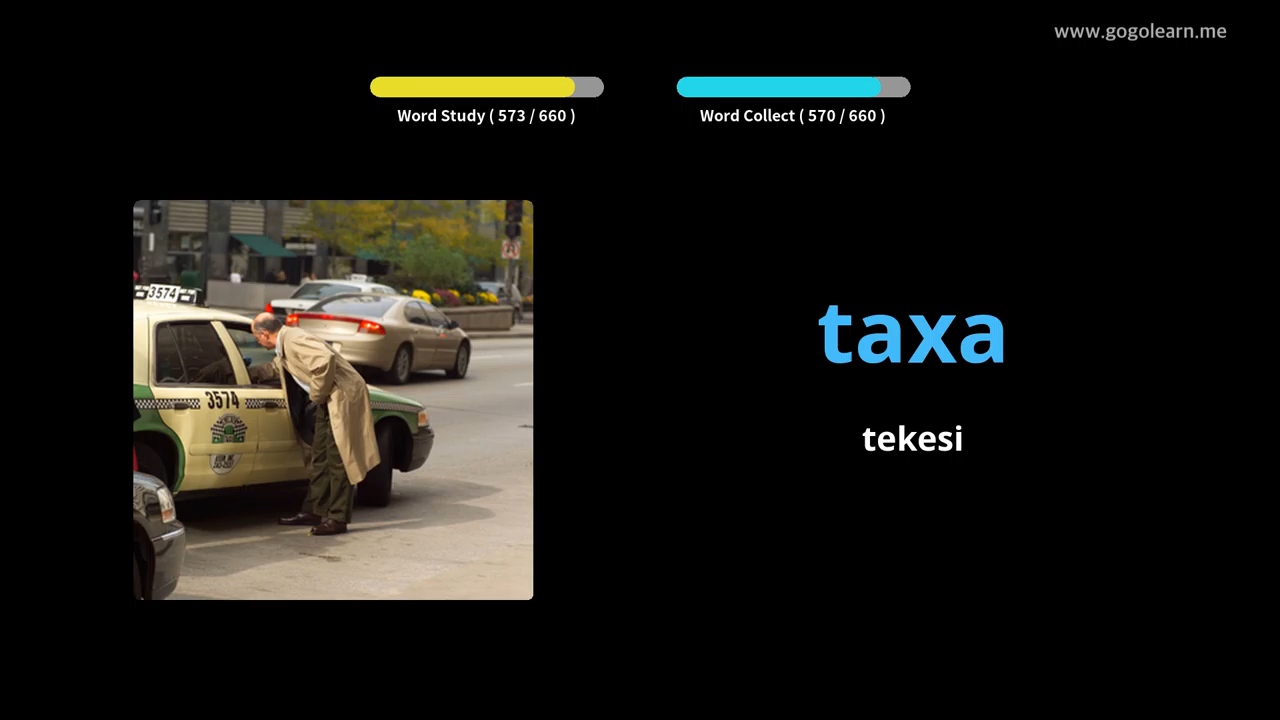 www.gogolearn.me
Word Study ( 573 / 660 )
Word Collect ( 570 / 660 )
3574
3574
taxa
tekesi